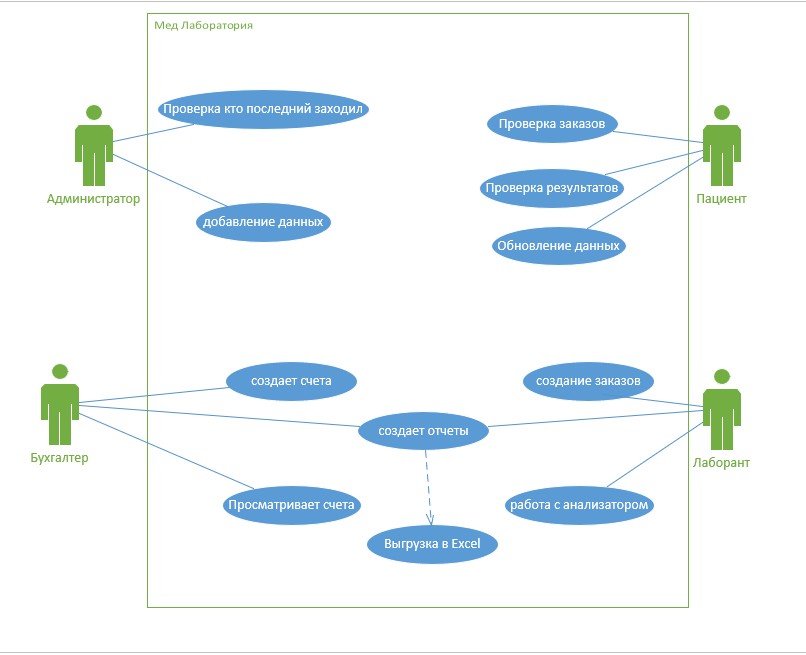 Мед Лаборатория
Проверка кто последний заходил
Проверка заказов
Проверка результатов
Администратор
Пациент
добавление данных
Обновление данных
создает счета
создание заказов
создает отчеты
Бухгалтер
Лаборант
Просматривает счета
работа с анализатором
Выгрузка в Excel